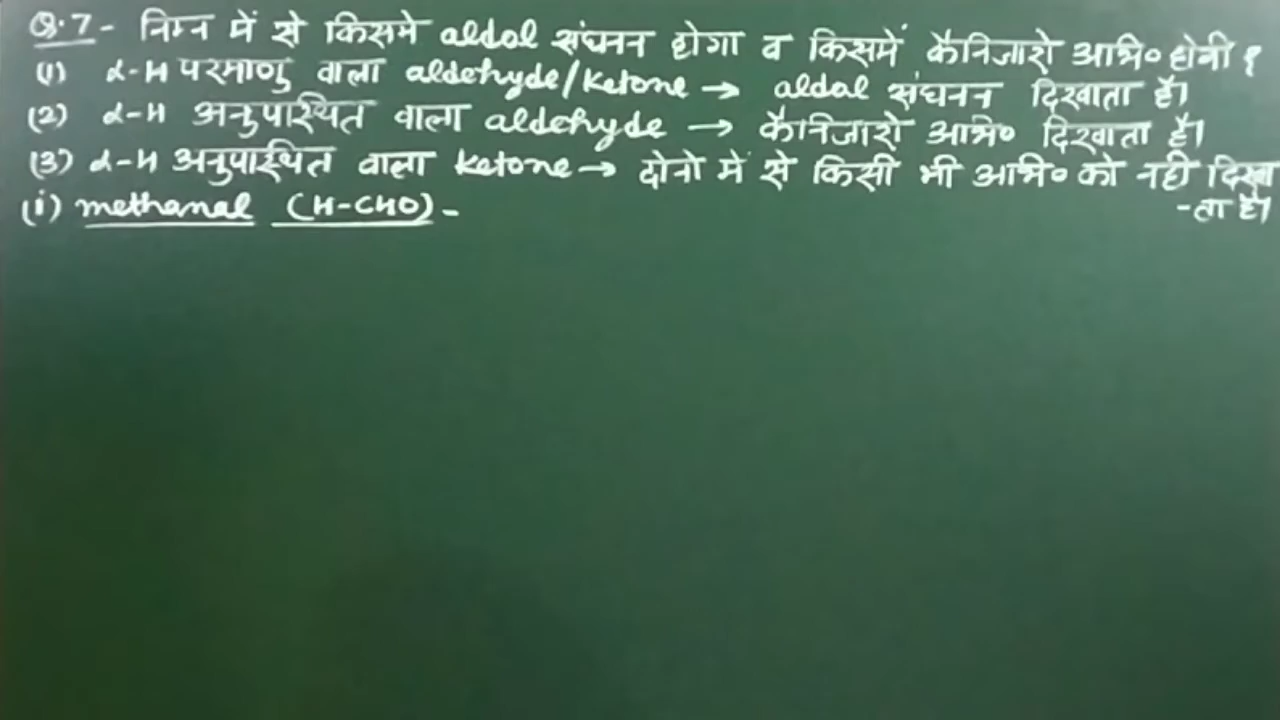 Q.7- निम्न में से किसमे aldol संघनन होगा व किसमें कैनिजारो अभि० होगी ?
(1) α-H परमाणु वाला aldehyde/ketone → aldol संघनन दिखाता है।
(2) α-H अनुपस्थित वाला aldehyde → कैनिजारो अभि० दिखाता है।
(3) α-H अनुपस्थित वाला ketone → दोनो में से किसी भी अभि० को नही दिखा
-ता है।
(i) methanal (H-CHO) -